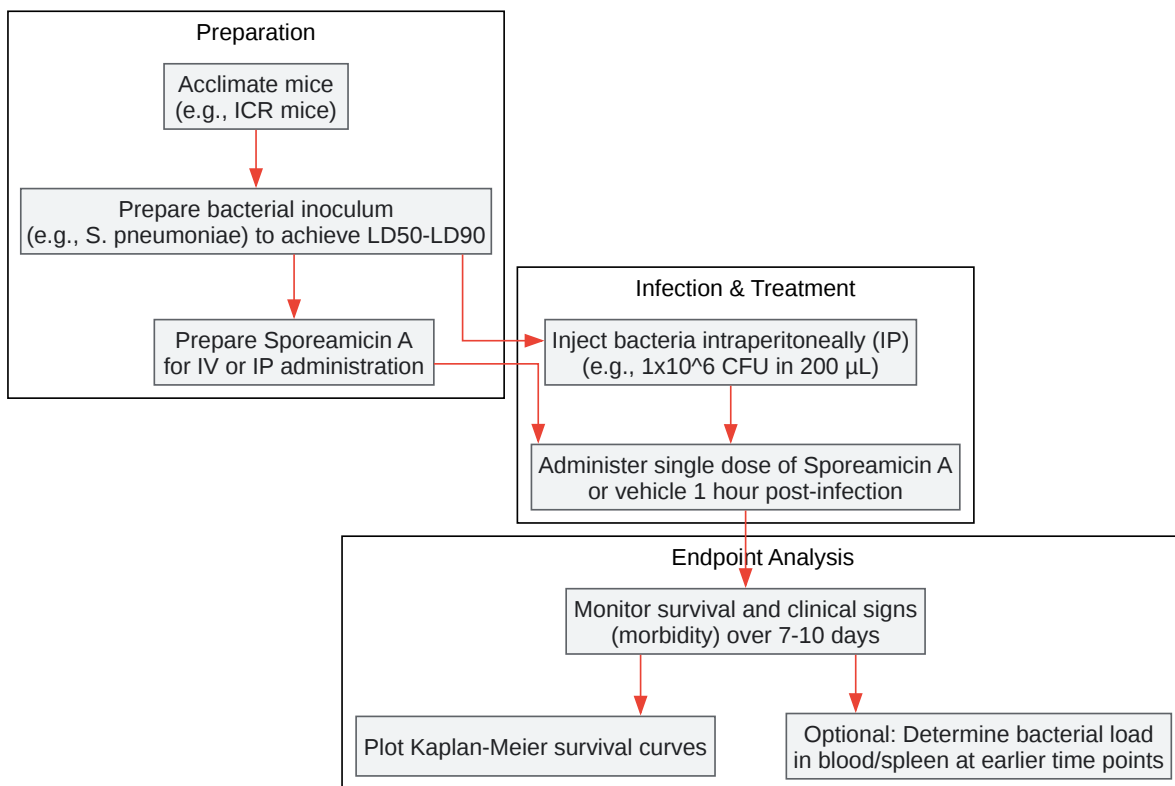 Preparation
Acclimate mice
(e.g., ICR mice)
Prepare bacterial inoculum
(e.g., S. pneumoniae) to achieve LD50-LD90
Prepare Sporeamicin A
for IV or IP administration
Infection & Treatment
Inject bacteria intraperitoneally (IP)
(e.g., 1x10^6 CFU in 200 µL)
Administer single dose of Sporeamicin A
or vehicle 1 hour post-infection
Endpoint Analysis
Monitor survival and clinical signs
(morbidity) over 7-10 days
Plot Kaplan-Meier survival curves
Optional: Determine bacterial load
in blood/spleen at earlier time points